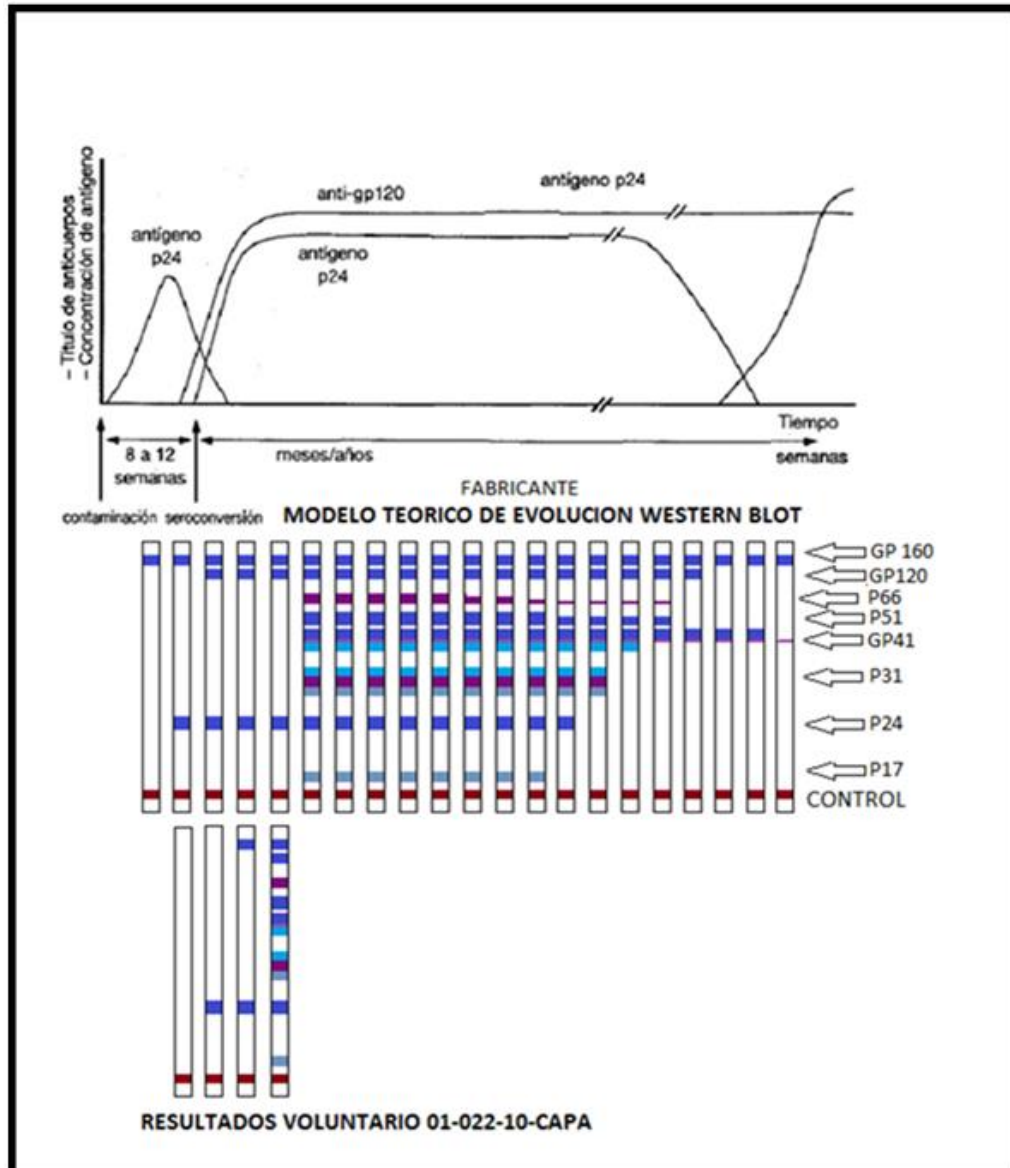 – Título de anticuerpos
– Concentración de antígeno
antígeno
p24
anti-gp120
antígeno p24
antígeno
p24
Tiempo
8 a 12
semanas
meses/años
semanas
contaminación
seroconversión
FABRICANTE
MODELO TEORICO DE EVOLUCION WESTERN BLOT
GP 160
GP120
P66
P51
GP41
P31
P24
P17
CONTROL
RESULTADOS VOLUNTARIO 01-022-10-CAPA